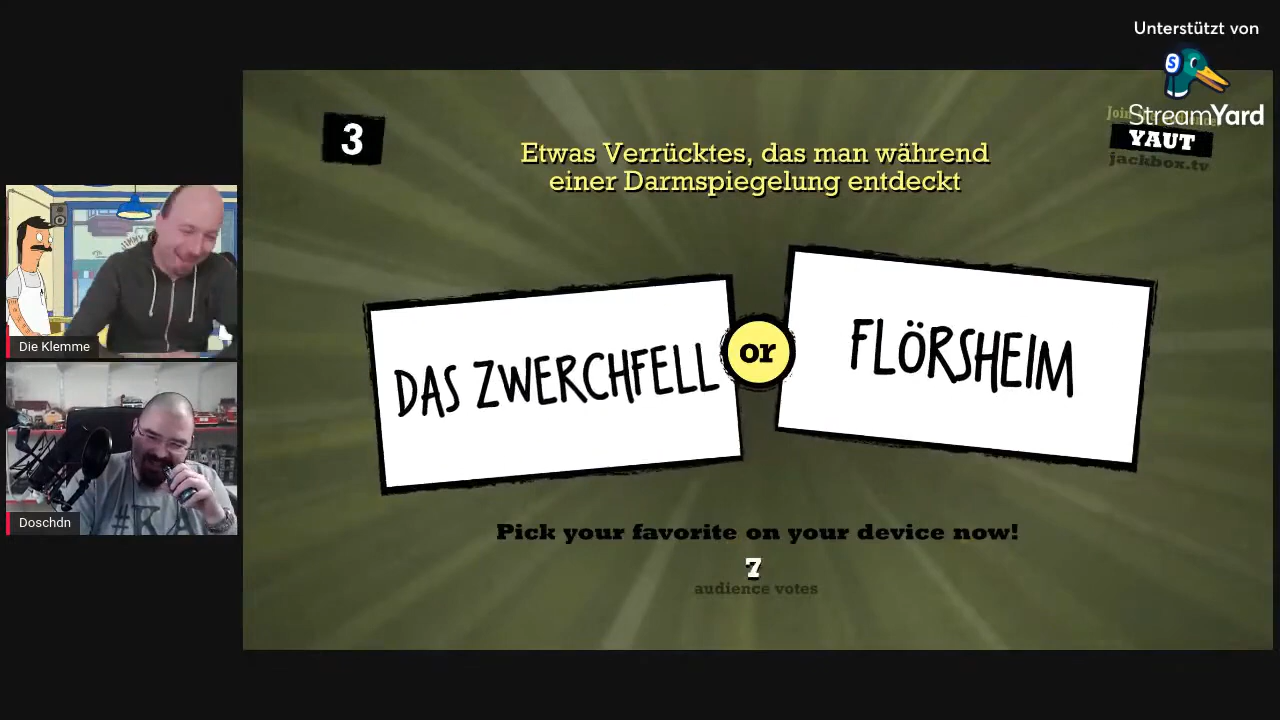 Unterstützt von
StreamYard
3
Etwas Verrücktes, das man während
einer Darmspiegelung entdeckt
YAUT
jackbox.tv
DAS ZWERCHFELL
or
FLÖRSHEIM
Die Klemme
Doschdn
Pick your favorite on your device now!
7
audience votes